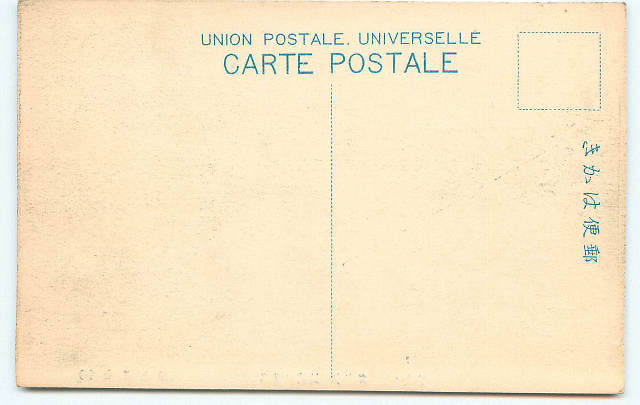 UNION POSTALE. UNIVERSELLE
CARTE POSTALE
きかは便郵